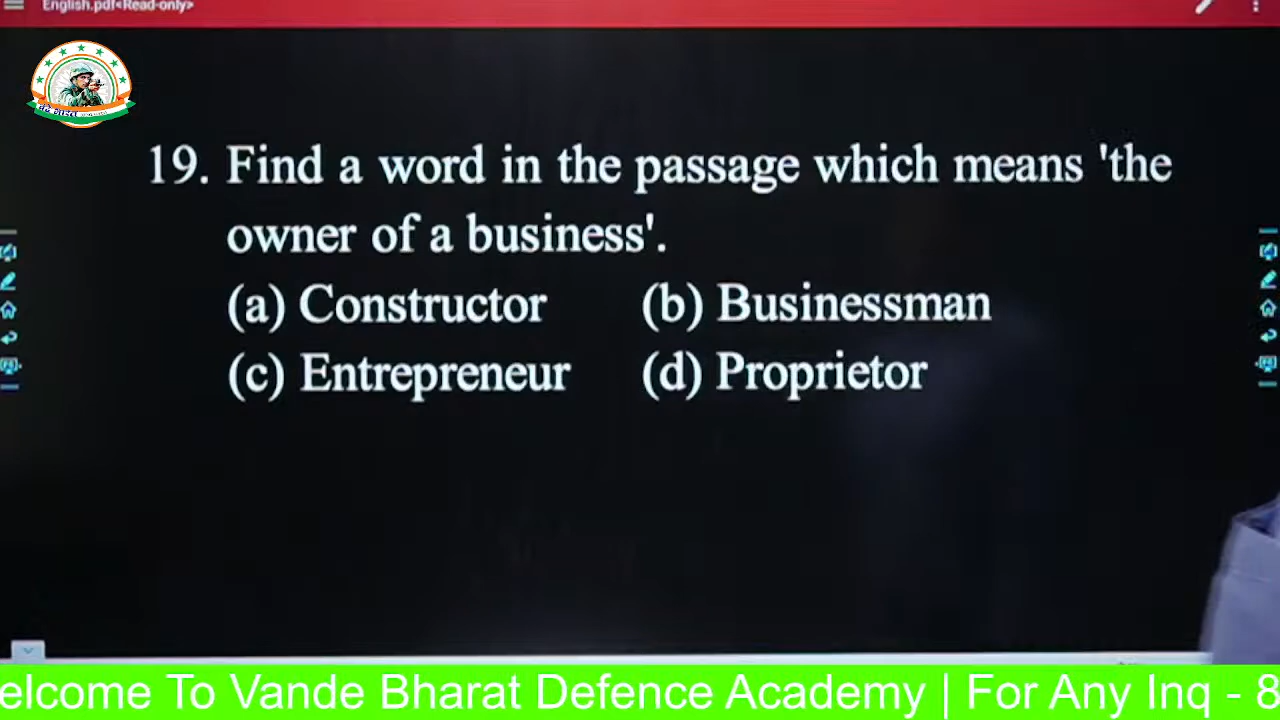 English.pdf<Read-only>
19. Find a word in the passage which means 'the
owner of a business'.
(a) Constructor (b) Businessman
(c) Entrepreneur (d) Proprietor
elcome To Vande Bharat Defence Academy | For Any Inq - 8